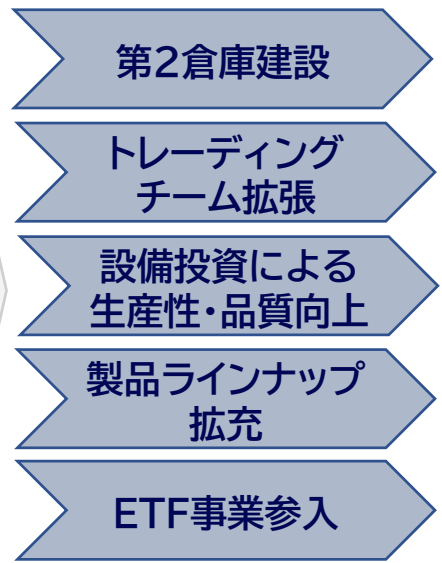 第2倉庫建設
トレーディング
チーム拡張
設備投資による
生産性・品質向上
製品ラインナップ
拡充
ETF事業参入